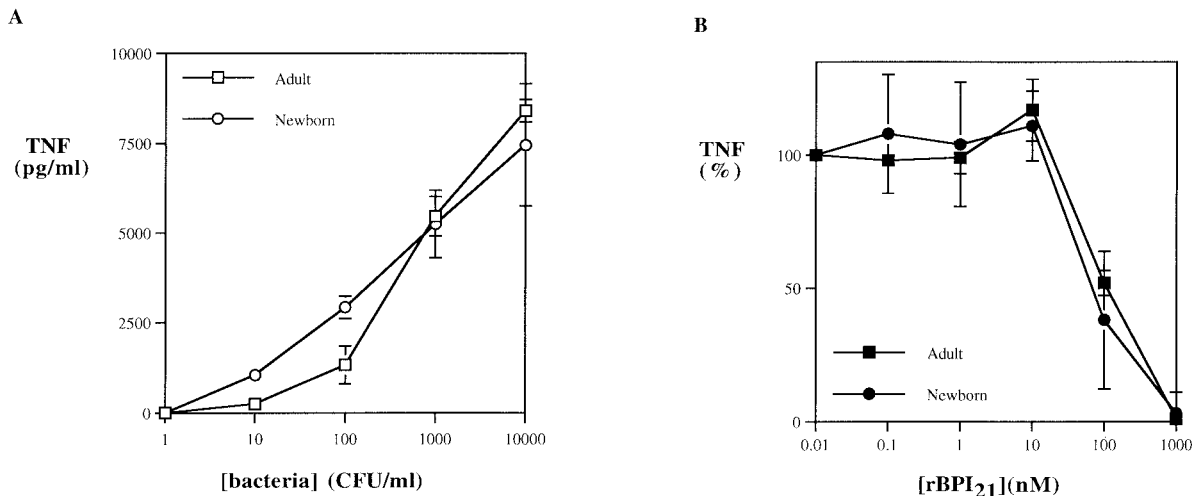 A
TNF
(pg/ml)
10000
7500
5000
2500
0
Adult
Newborn
1 10 100 1000 10000
[bacteria] (CFU/ml)
B
TNF
(%)
100
50
0
Adult
Newborn
0.01 0.1 1 10 100 1000
[rBPI21](nM)